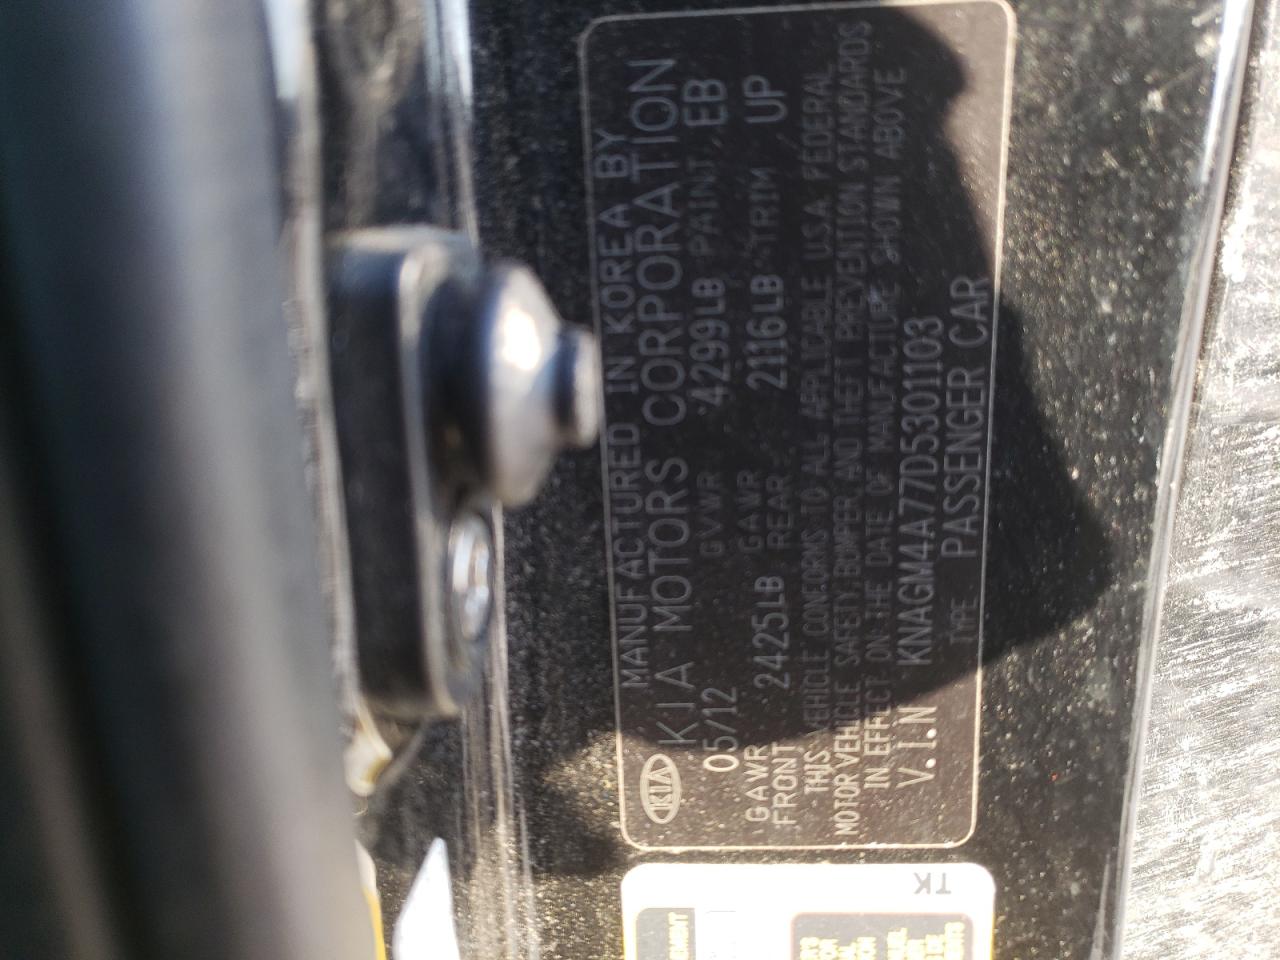 MANUFACTURED IN KOREA BY
KIA KIA MOTORS CORPORATION
05/12 GVWR 4299LB PAINT EB
GAWR FRONT 2425LB GAWR REAR 2116LB TRIM UP
THIS VEHICLE CONFORMS TO ALL APPLICABLE U.S.A. FEDERAL
MOTOR VEHICLE SAFETY, BUMPER, AND THEFT PREVENTION STANDARDS
IN EFFECT ON THE DATE OF MANUFACTURE SHOWN ABOVE
V.I.N KNAGM4A77D5301103
TYPE PASSENGER CAR
TK